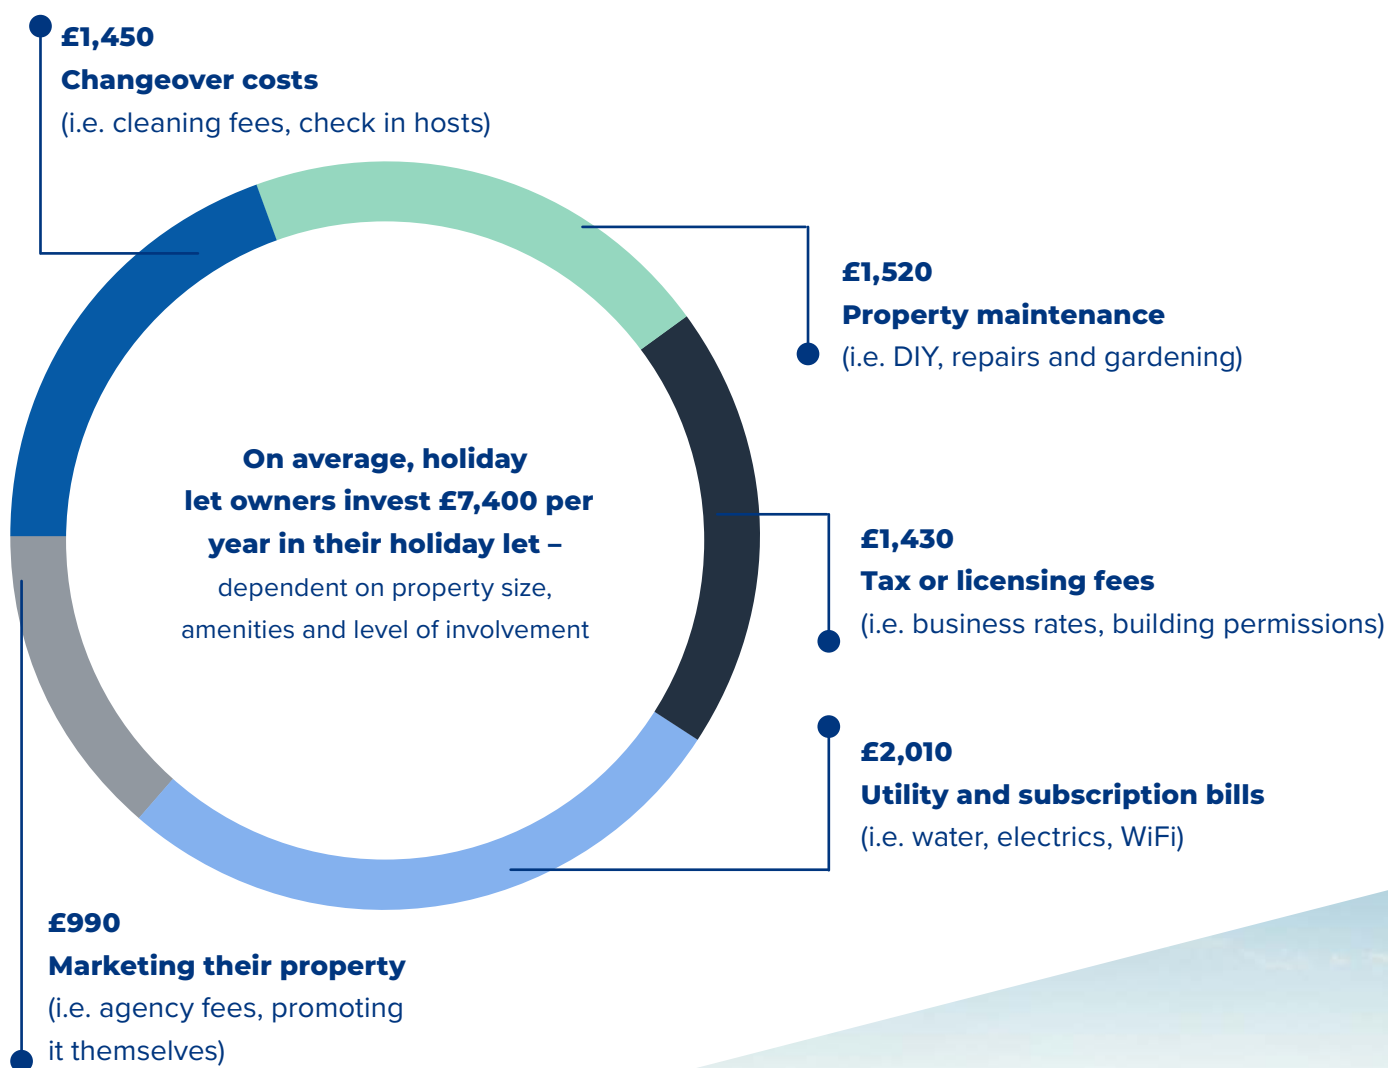 £1,450
Changeover costs
(i.e. cleaning fees, check in hosts)
£1,520
Property maintenance
(i.e. DIY, repairs and gardening)
On average, holiday
let owners invest £7,400 per
year in their holiday let –
dependent on property size,
amenities and level of involvement
£1,430
Tax or licensing fees
(i.e. business rates, building permissions)
£2,010
Utility and subscription bills
(i.e. water, electrics, WiFi)
£990
Marketing their property
(i.e. agency fees, promoting
it themselves)